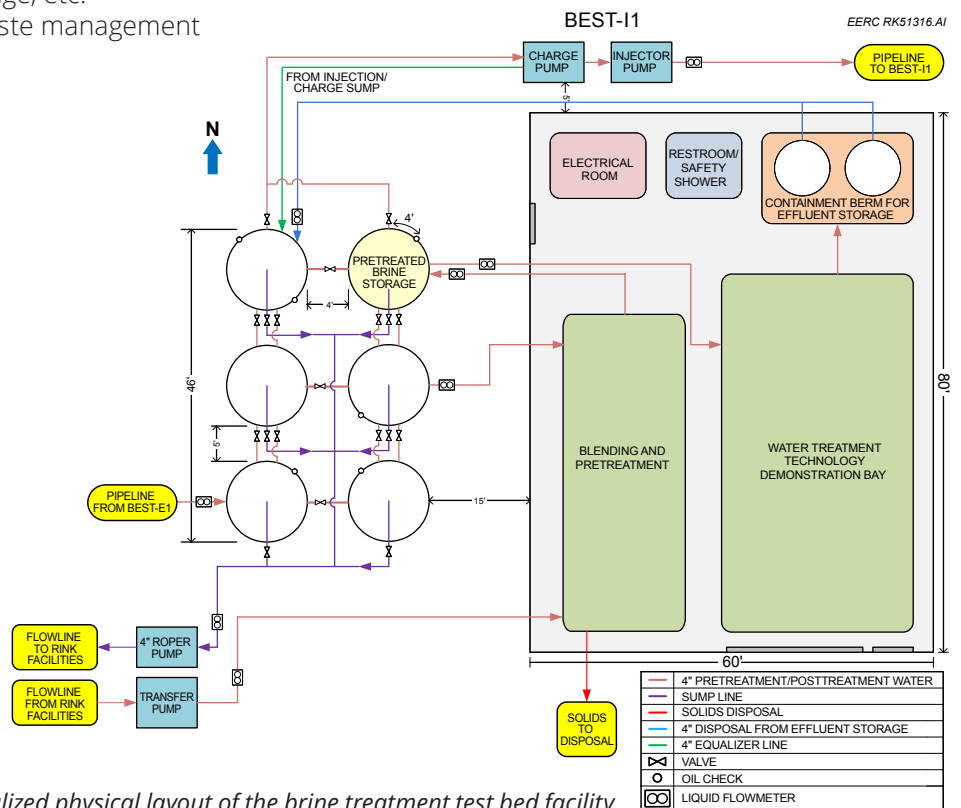 age, etc.
ste management
BEST-I1
EERC RK51316.AI
CHARGE
PUMP
INJECTOR
PUMP
PIPELINE
TO BEST-I1
FROM INJECTION/
CHARGE SUMP
5'
N
ELECTRICAL
ROOM
RESTROOM/
SAFETY
SHOWER
CONTAINMENT BERM FOR
EFFLUENT STORAGE
4'
PRETREATED
BRINE
STORAGE
4'
46'
80'
5'
BLENDING AND
PRETREATMENT
WATER TREATMENT
TECHNOLOGY
DEMONSTRATION BAY
PIPELINE
FROM BEST-E1
15'
FLOWLINE
TO RINK
FACILITIES
4" ROPER
PUMP
FLOWLINE
FROM RINK
FACILITIES
TRANSFER
PUMP
60'
SOLIDS
TO
DISPOSAL
4" PRETREATMENT/POSTTREATMENT WATER
SUMP LINE
SOLIDS DISPOSAL
4" DISPOSAL FROM EFFLUENT STORAGE
4" EQUALIZER LINE
VALVE
OIL CHECK
LIQUID FLOWMETER
alized physical layout of the brine treatment test bed facility